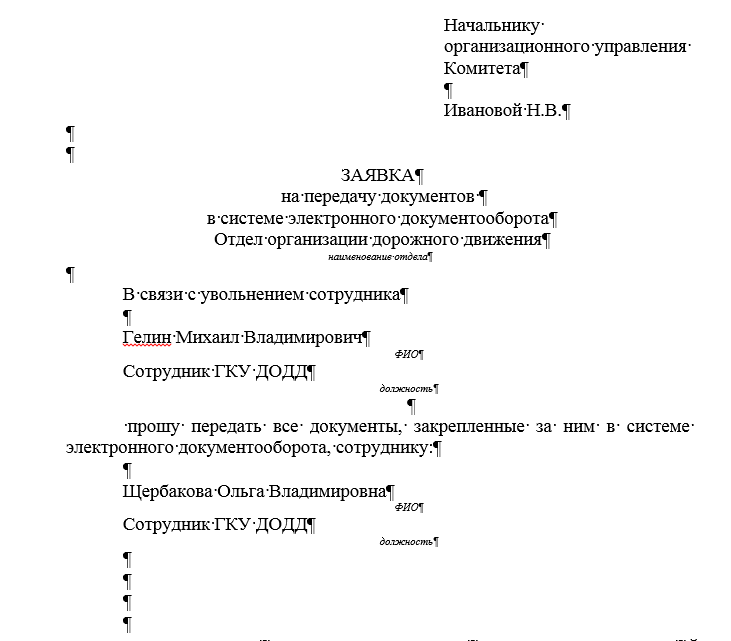 Начальнику
организационного управления
Комитета
Ивановой Н.В.
ЗАЯВКА
на передачу документов
в системе электронного документооборота
Отдел организации дорожного движения
наименование отдела
В связи с увольнением сотрудника
Гелин Михаил Владимирович
ФИО
Сотрудник ГКУ ДОДД
должность
прошу передать все документы, закрепленные за ним в системе
электронного документооборота, сотруднику:
Щербакова Ольга Владимировна
ФИО
Сотрудник ГКУ ДОДД
должность